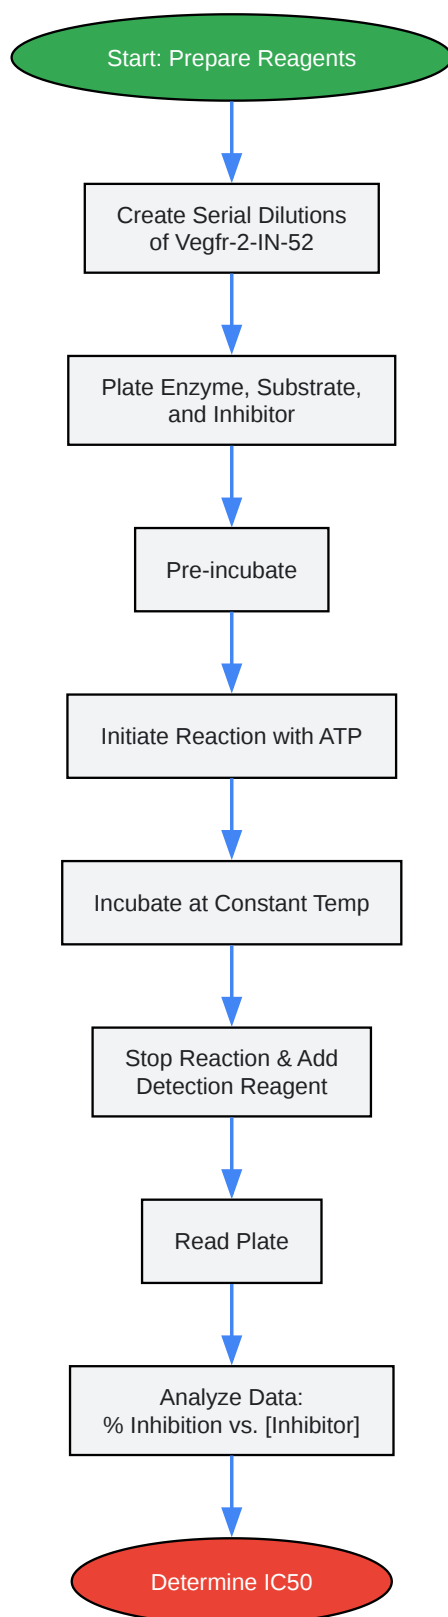 Start: Prepare Reagents
Create Serial Dilutions
of Vegfr-2-IN-52
Plate Enzyme, Substrate,
and Inhibitor
Pre-incubate
Initiate Reaction with ATP
Incubate at Constant Temp
Stop Reaction & Add
Detection Reagent
Read Plate
Analyze Data:
% Inhibition vs. [Inhibitor]
Determine IC50